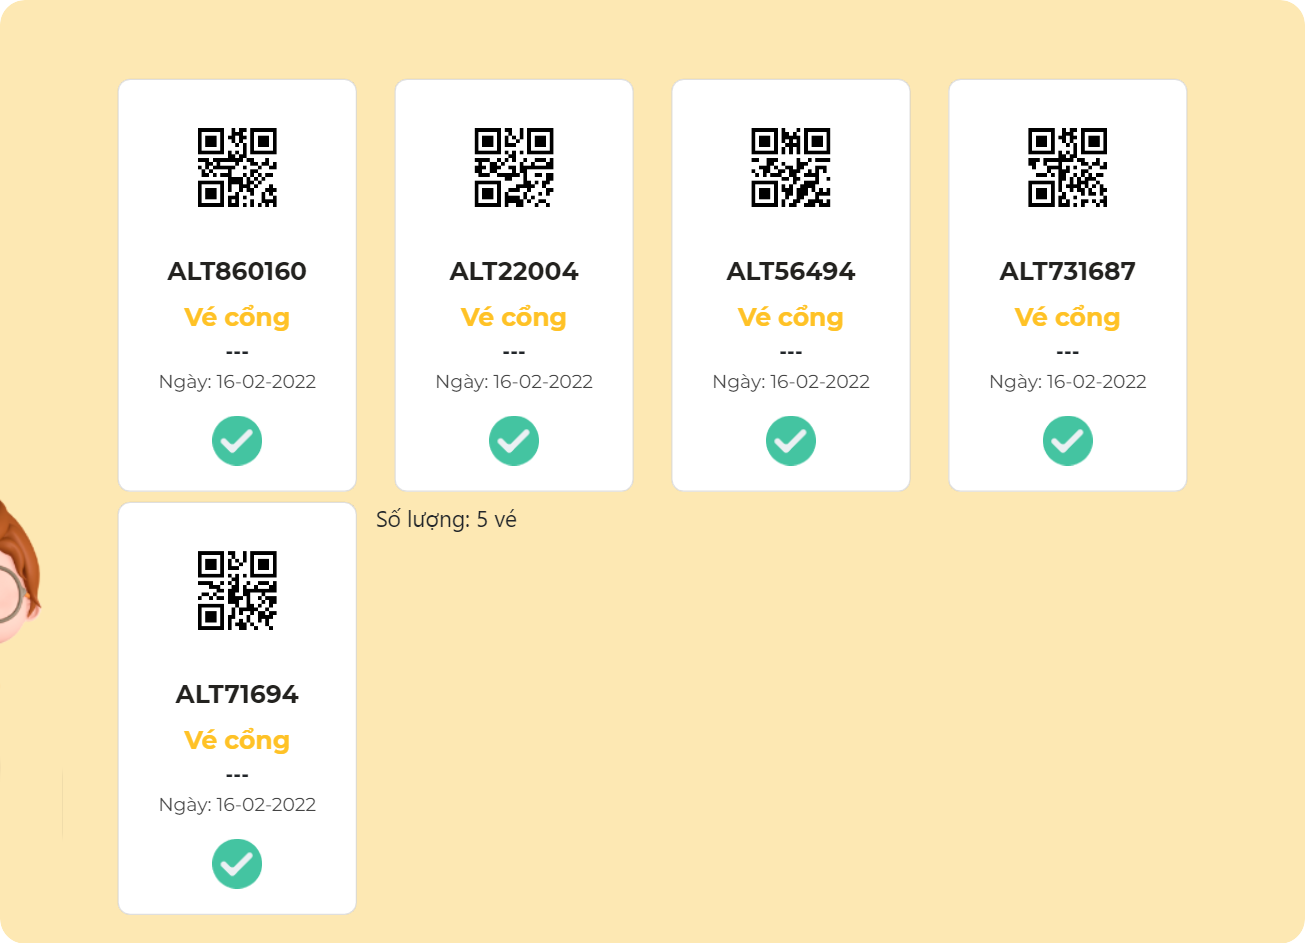 ALT860160
Vé cổng
---
Ngày: 16-02-2022
ALT22004
Vé cổng
---
Ngày: 16-02-2022
ALT56494
Vé cổng
---
Ngày: 16-02-2022
ALT731687
Vé cổng
---
Ngày: 16-02-2022
ALT71694
Vé cổng
---
Ngày: 16-02-2022
Số lượng: 5 vé